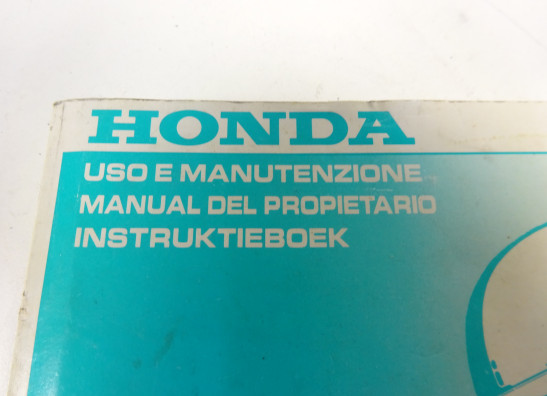 HONDA
USO E MANUTENZIONE
MANUAL DEL PROPIETARIO
INSTRUKTIEBOEK